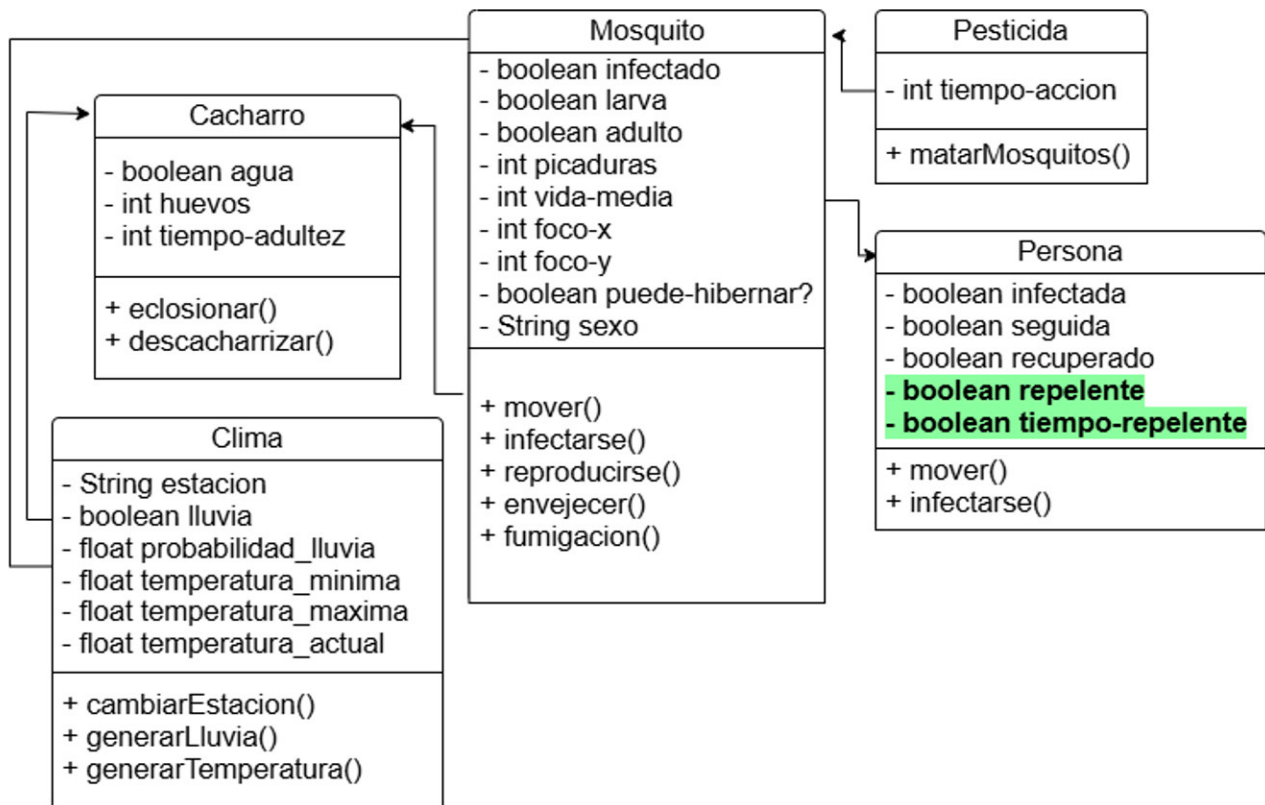 Cacharro
- boolean agua
- int huevos
- int tiempo-adultez
+ eclosionar()
+ descacharrizar()
Clima
- String estacion
- boolean lluvia
- float probabilidad_lluvia
- float temperatura_minima
- float temperatura_maxima
- float temperatura_actual
+ cambiarEstacion()
+ generarLluvia()
+ generarTemperatura()
Mosquito
- boolean infectado
- boolean larva
- boolean adulto
- int picaduras
- int vida-media
- int foco-x
- int foco-y
- boolean puede-hibernar?
- String sexo
+ mover()
+ infectarse()
+ reproducirse()
+ envejecer()
+ fumigacion()
Pesticida
- int tiempo-accion
+ matarMosquitos()
Persona
- boolean infectada
- boolean seguida
- boolean recuperado
- boolean repelente
- boolean tiempo-repelente
+ mover()
+ infectarse()